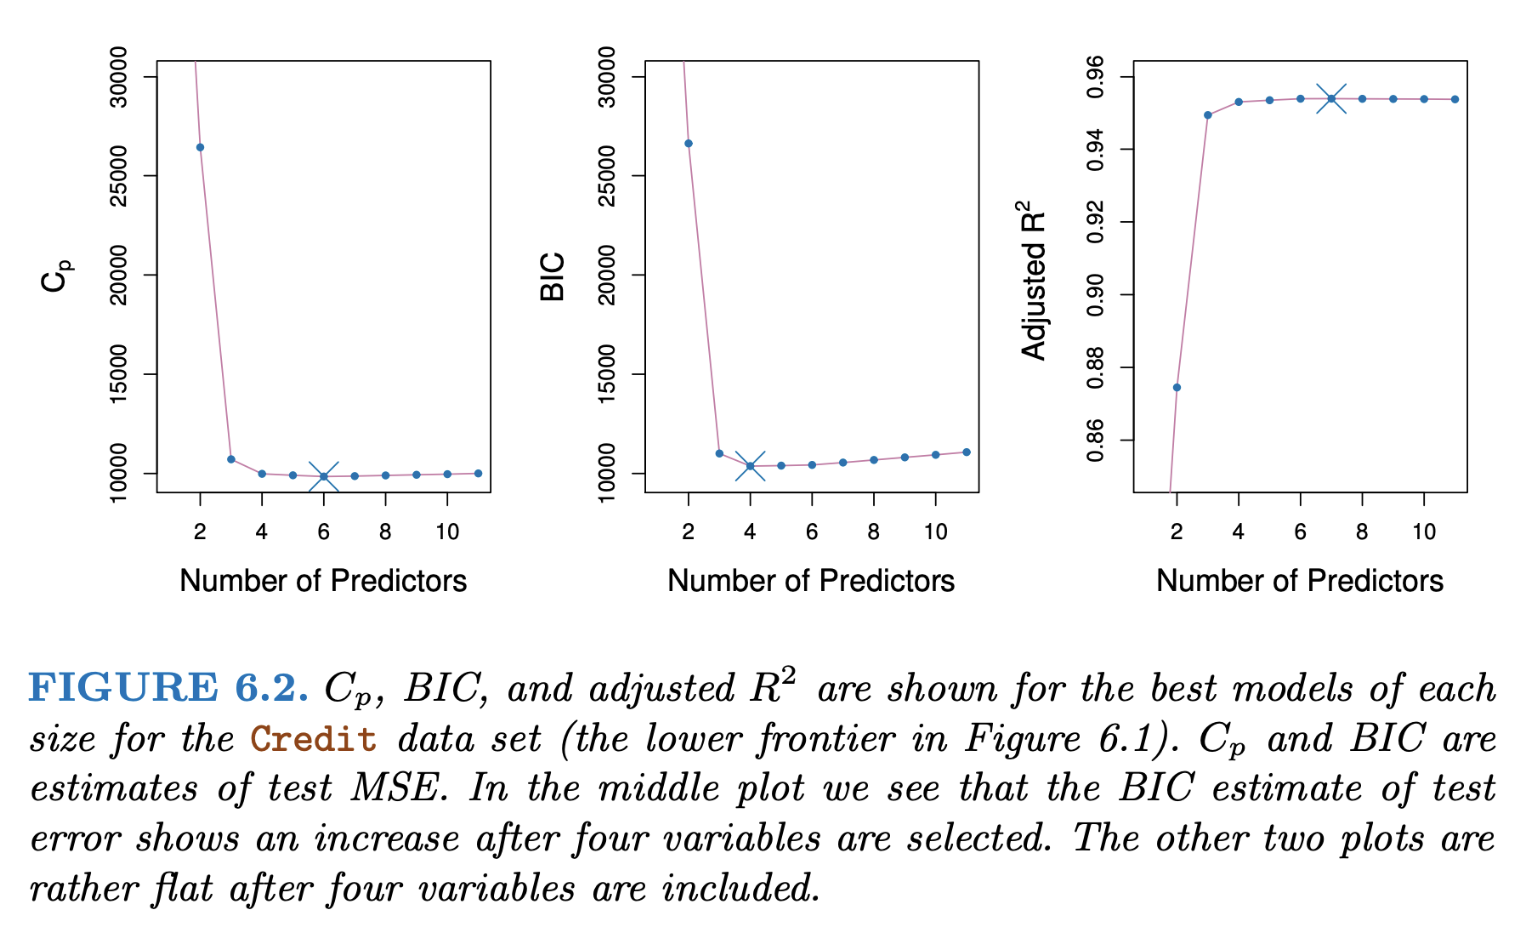 30000
25000
20000
15000
10000
Cp
2 4 6 8 10
Number of Predictors
30000
25000
20000
15000
10000
BIC
2 4 6 8 10
Number of Predictors
0.96
0.94
0.92
0.90
0.88
0.86
Adjusted R²
2 4 6 8 10
Number of Predictors
FIGURE 6.2. Cp, BIC, and adjusted R² are shown for the best models of each
size for the Credit data set (the lower frontier in Figure 6.1). Cp and BIC are
estimates of test MSE. In the middle plot we see that the BIC estimate of test
error shows an increase after four variables are selected. The other two plots are
rather flat after four variables are included.